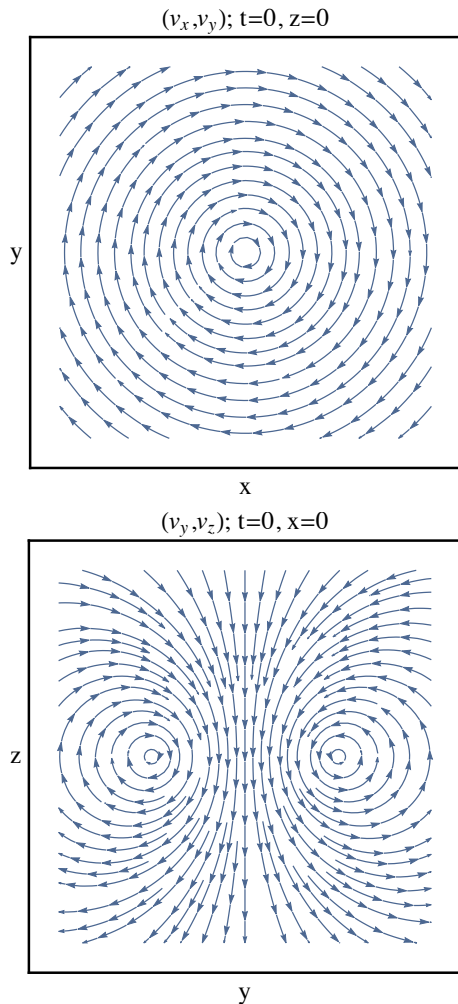 (vx,vy); t=0, z=0
y
x
(vy,vz); t=0, x=0
z
y